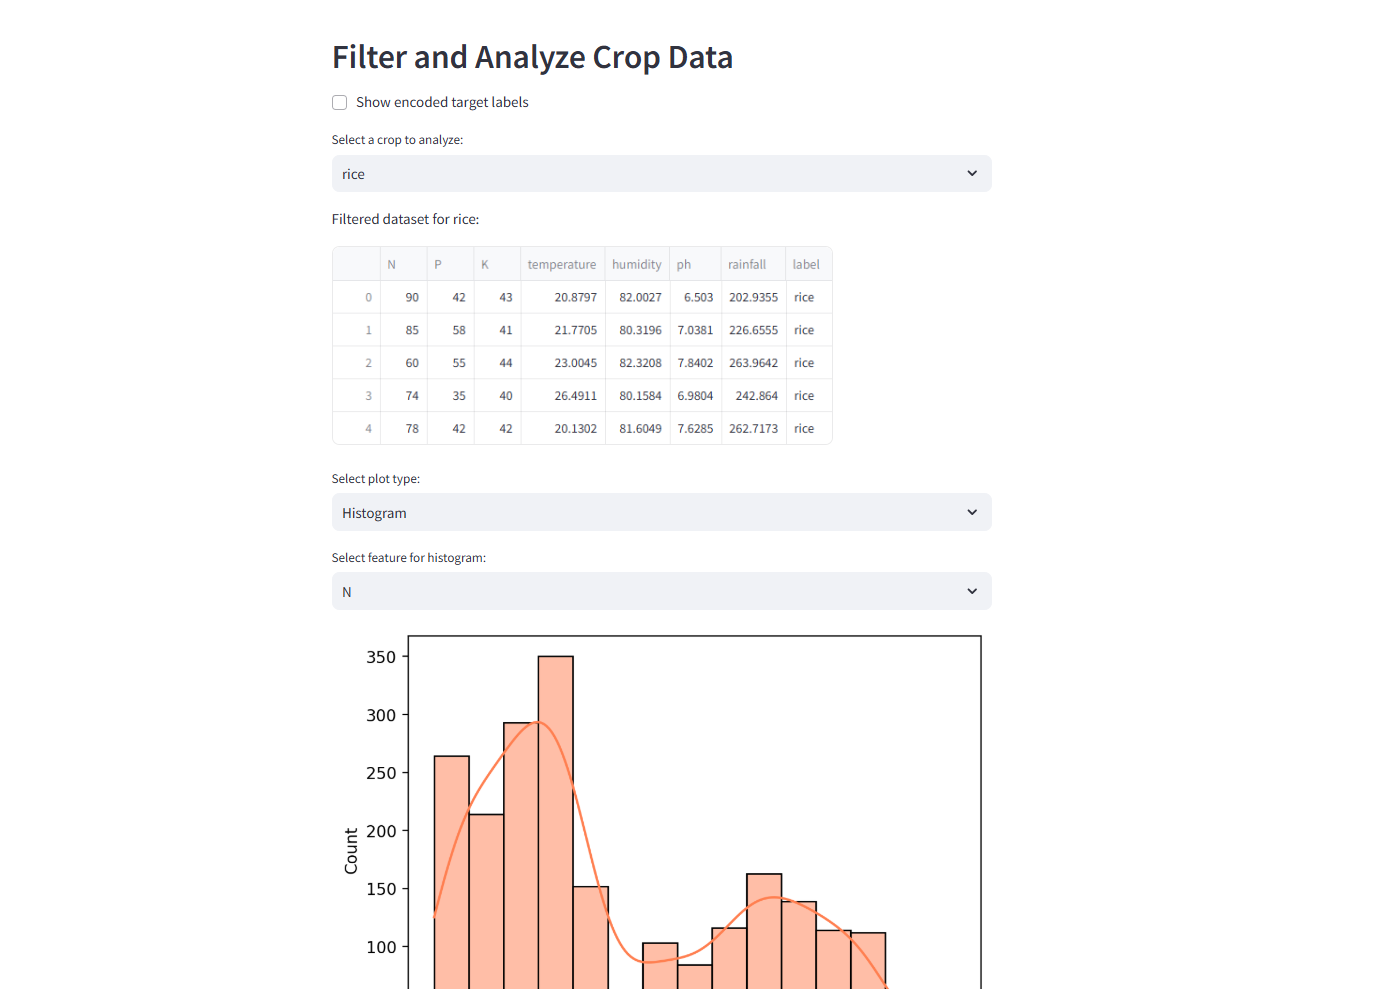 Filter and Analyze Crop Data
Show encoded target labels
Select a crop to analyze:
rice
Filtered dataset for rice:
N P K temperature humidity ph rainfall label
0 90 42 43 20.8797 82.0027 6.503 202.9355 rice
1 85 58 41 21.7705 80.3196 7.0381 226.6555 rice
2 60 55 44 23.0045 82.3208 7.8402 263.9642 rice
3 74 35 40 26.4911 80.1584 6.9804 242.864 rice
4 78 42 42 20.1302 81.6049 7.6285 262.7173 rice
Select plot type:
Histogram
Select feature for histogram:
N
350
300
250
200
150
100
Count